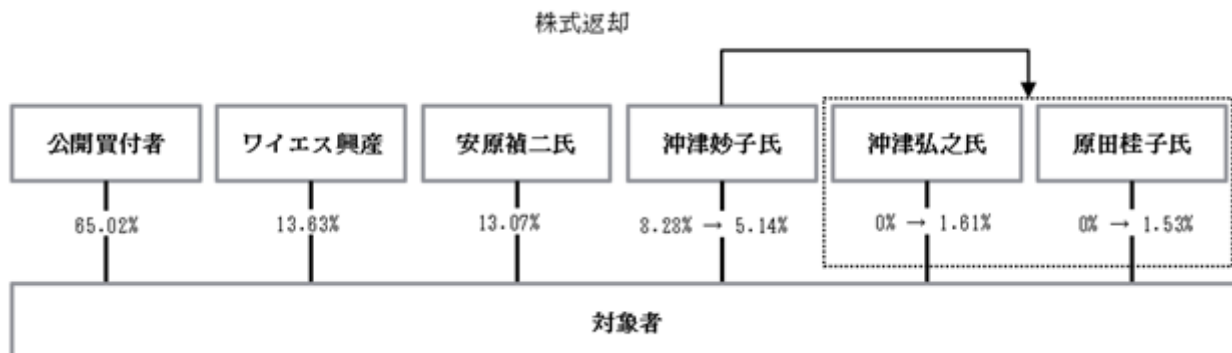 株式返却
公開買付者 ワイエス興産 安原禎二氏 沖津妙子氏 沖津弘之氏 原田桂子氏
65.02% 13.63% 13.07% 8.28% → 5.14% 0% → 1.61% 0% → 1.53%
対象者